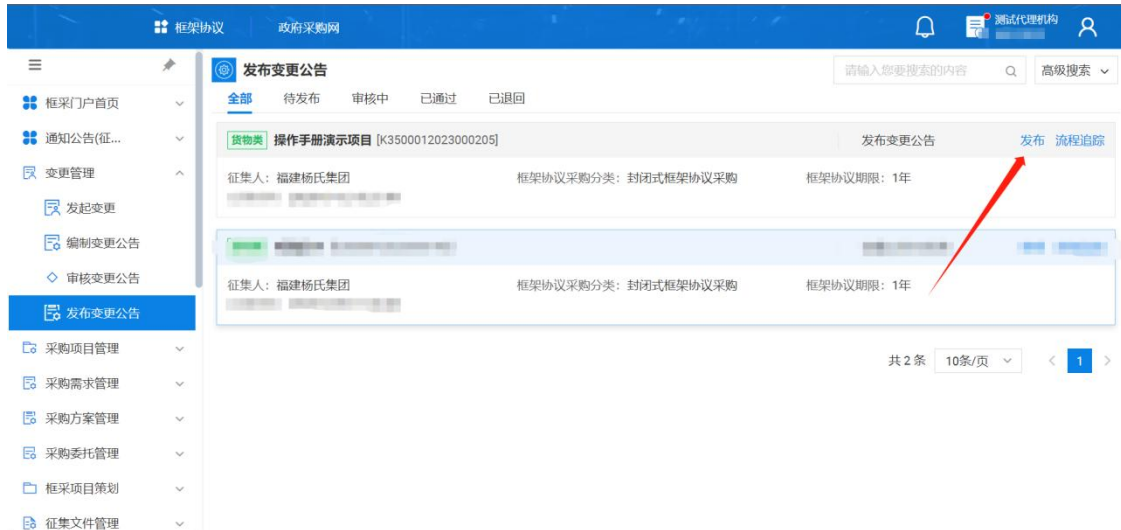 框架协议 政府采购网 测试代理机构
发布变更公告 请输入您要搜索的内容 高级搜索
全部 待发布 审核中 已通过 已退回
框采门户首页
通知公告(征...
变更管理
发起变更
编制变更公告
审核变更公告
发布变更公告
采购项目管理
采购需求管理
采购方案管理
采购委托管理
框采项目策划
征集文件管理
货物类 操作手册演示项目 [K3500012023000205] 发布变更公告 发布 流程追踪
征集人：福建杨氏集团 框架协议采购分类：封闭式框架协议采购 框架协议期限：1年
征集人：福建杨氏集团 框架协议采购分类：封闭式框架协议采购 框架协议期限：1年
共 2 条 10条/页 < 1 >